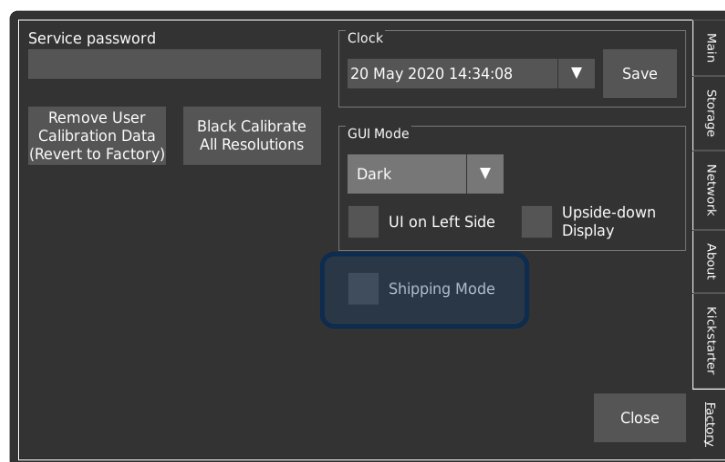 Service password
Clock
20 May 2020 14:34:08
Save
Remove User
Calibration Data
(Revert to Factory)
Black Calibrate
All Resolutions
GUI Mode
Dark
UI on Left Side
Upside-down
Display
Shipping Mode
Close
Main
Storage
Network
About
Kickstarter
Factory